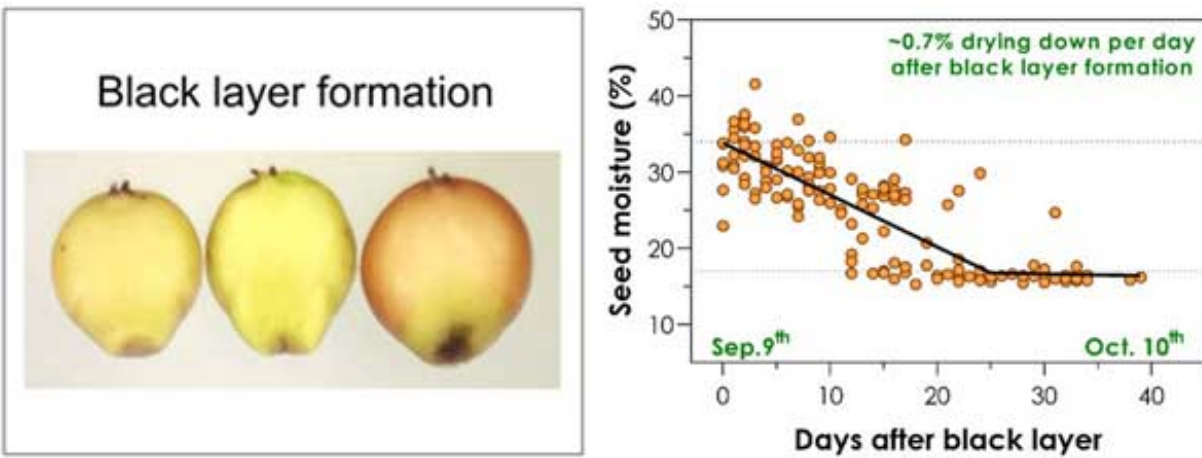 Black layer formation
50
40
30
20
10
Seed moisture (%)
~0.7% drying down per day
after black layer formation
Sep.9th
Oct. 10th
0 10 20 30 40
Days after black layer